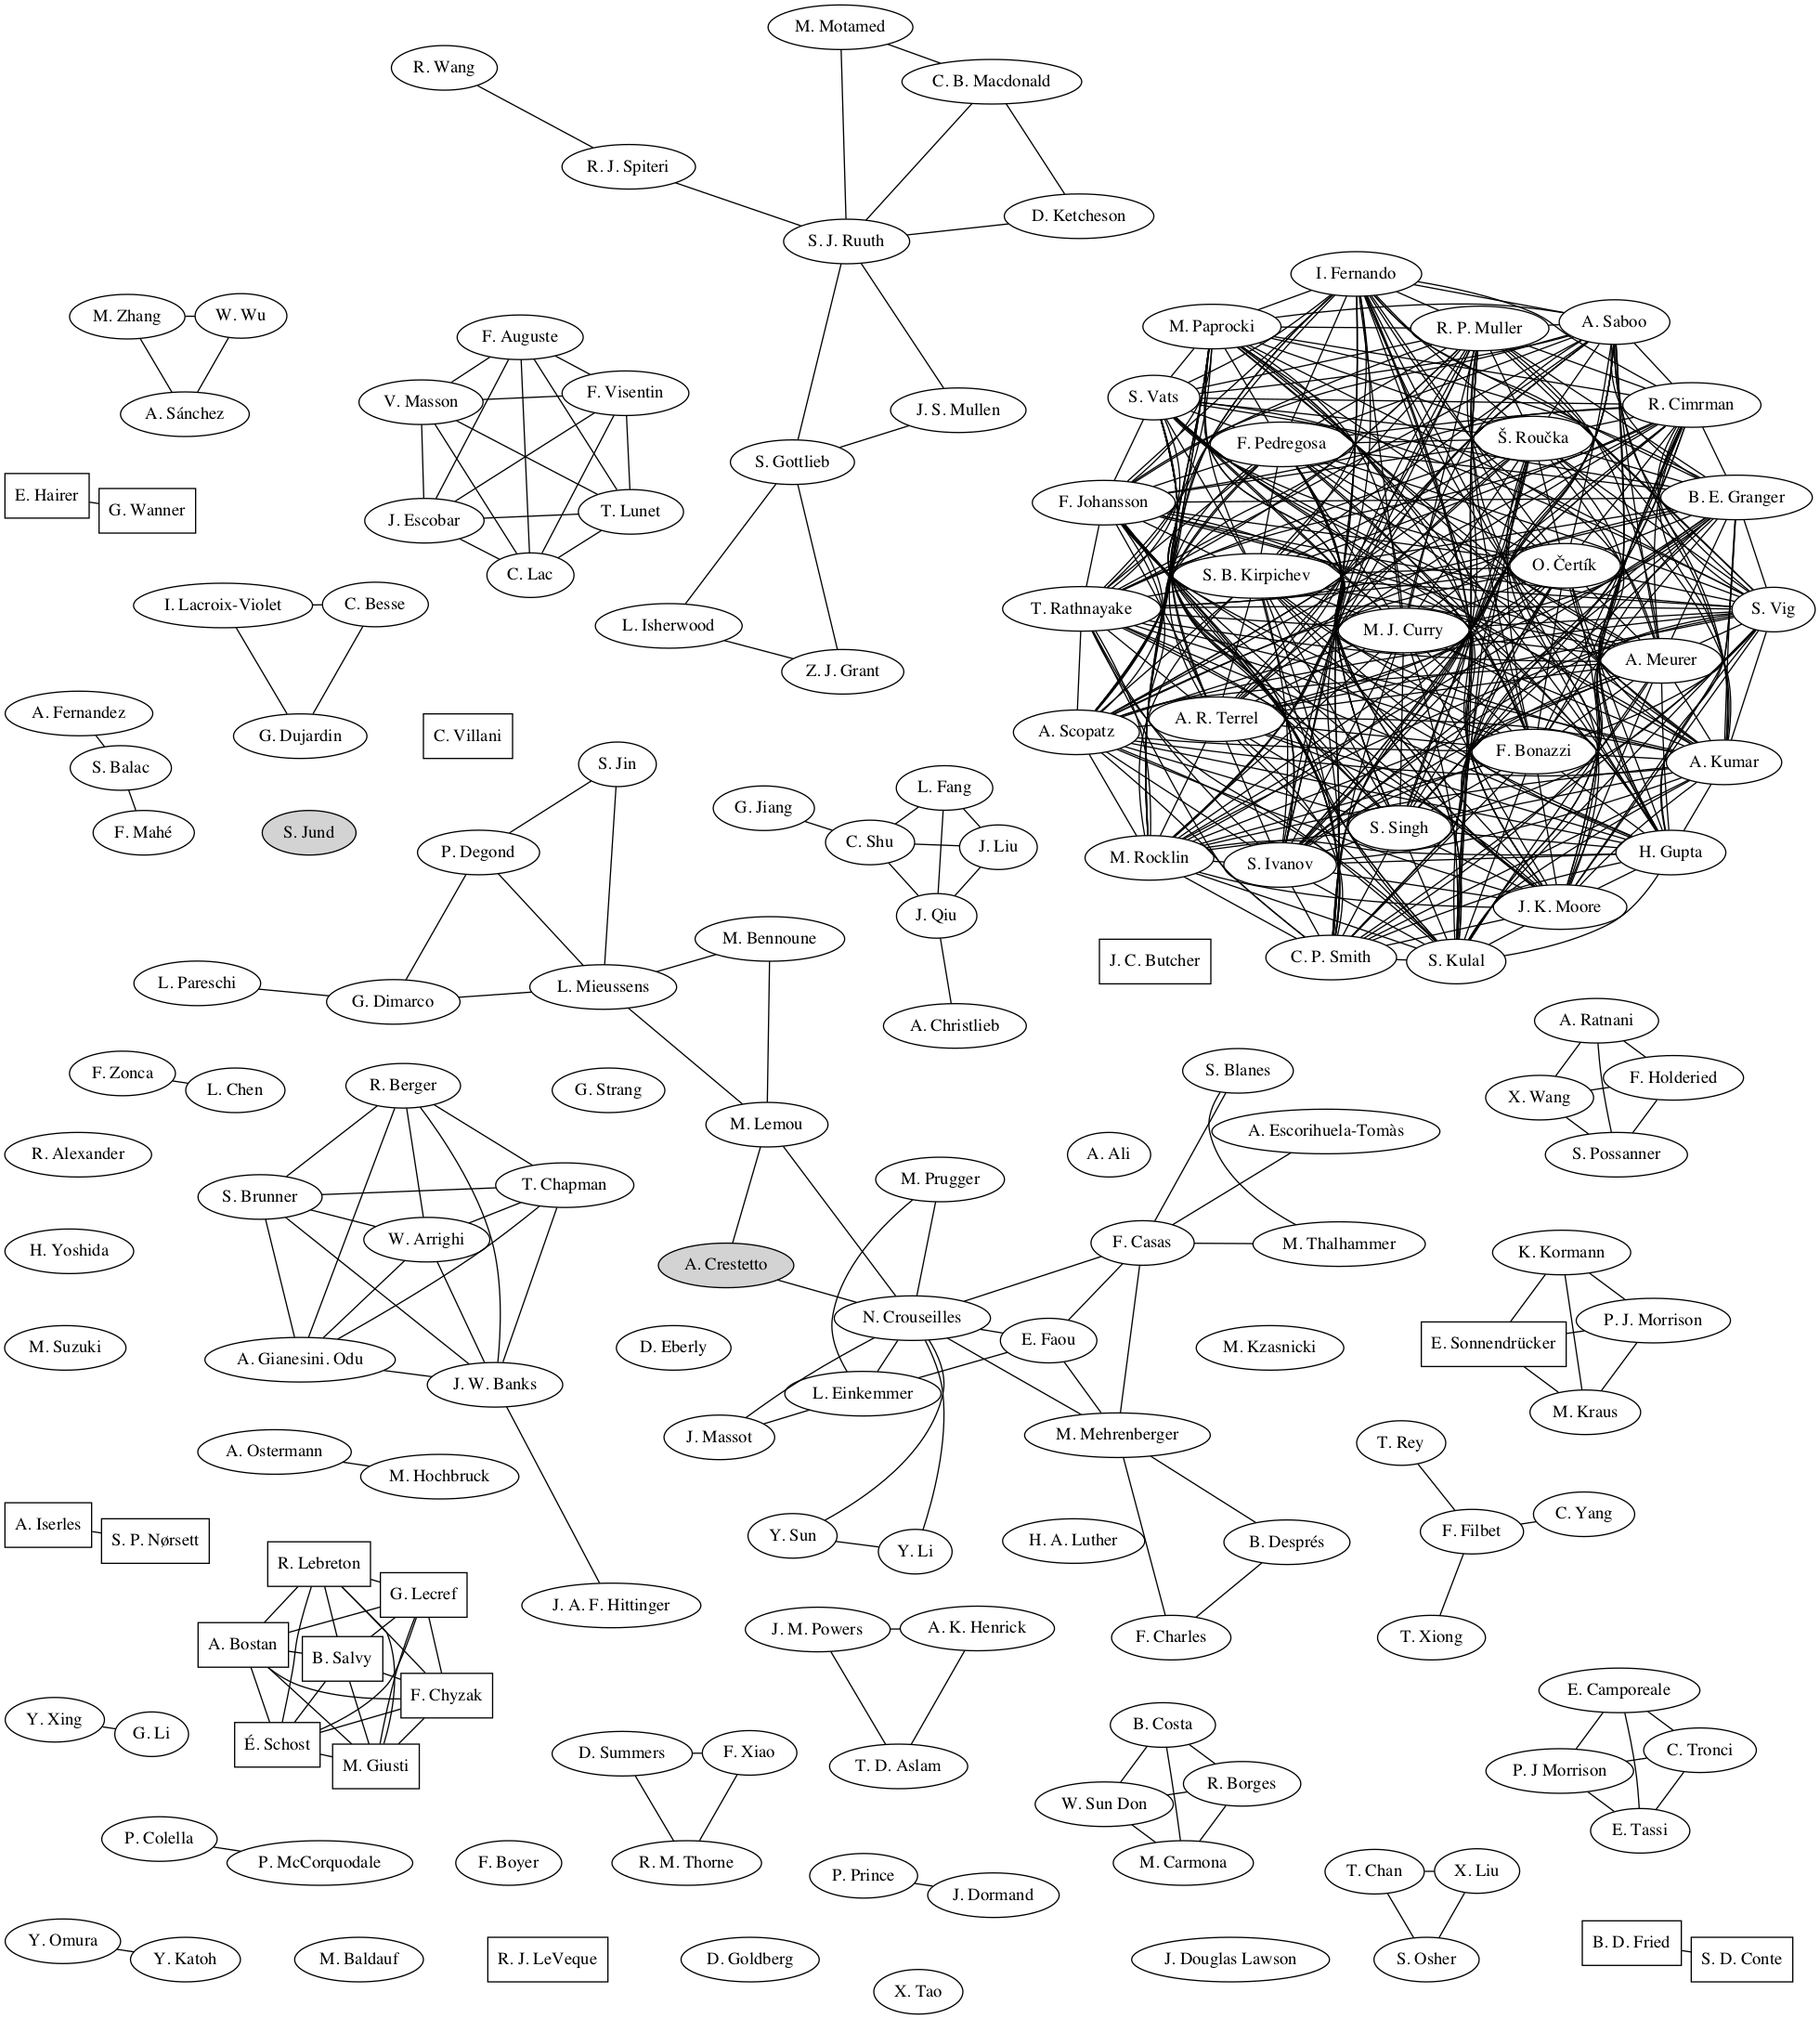 M. Motamed
R. Wang
C. B. Macdonald
R. J. Spiteri
D. Ketcheson
S. J. Ruuth
I. Fernando
M. Zhang
W. Wu
F. Auguste
M. Paprocki
R. P. Muller
A. Saboo
A. Sánchez
V. Masson
F. Visentin
J. S. Mullen
S. Vats
R. Cimrman
F. Pedregosa
Š. Roučka
S. Gottlieb
E. Hairer
G. Wanner
J. Escobar
T. Lunet
F. Johansson
B. E. Granger
C. Lac
S. B. Kirpichev
O. Čertík
I. Lacroix-Violet
C. Besse
T. Rathnayake
S. Vig
L. Isherwood
M. J. Curry
Z. J. Grant
A. Meurer
A. Fernandez
G. Dujardin
C. Villani
A. Scopatz
A. R. Terrel
F. Bonazzi
S. Balac
S. Jin
A. Kumar
F. Mahé
S. Jund
G. Jiang
L. Fang
P. Degond
C. Shu
J. Liu
S. Singh
M. Rocklin
S. Ivanov
H. Gupta
J. Qiu
J. K. Moore
M. Bennoune
J. C. Butcher
C. P. Smith
S. Kulal
L. Pareschi
G. Dimarco
L. Mieussens
A. Christlieb
A. Ratnani
F. Zonca
L. Chen
R. Berger
G. Strang
S. Blanes
F. Holderied
X. Wang
M. Lemou
A. Escorihuela-Tomàs
R. Alexander
A. Ali
S. Possanner
S. Brunner
T. Chapman
M. Prugger
W. Arrighi
H. Yoshida
A. Crestetto
F. Casas
M. Thalhammer
K. Kormann
N. Crouseilles
P. J. Morrison
M. Suzuki
A. Gianesini. Odu
D. Eberly
E. Faou
M. Kzasnicki
E. Sonnendrücker
J. W. Banks
L. Einkemmer
M. Kraus
A. Ostermann
M. Hochbruck
J. Massot
M. Mehrenberger
T. Rey
A. Iserles
S. P. Nørsett
Y. Sun
Y. Li
H. A. Luther
B. Després
F. Filbet
C. Yang
R. Lebreton
G. Lecref
J. A. F. Hittinger
A. Bostan
B. Salvy
J. M. Powers
A. K. Henrick
F. Charles
T. Xiong
F. Chyzak
Y. Xing
G. Li
É. Schost
M. Giusti
D. Summers
F. Xiao
T. D. Aslam
B. Costa
E. Camporeale
C. Tronci
P. J Morrison
W. Sun Don
R. Borges
P. Colella
P. McCorquodale
F. Boyer
R. M. Thorne
M. Carmona
E. Tassi
P. Prince
J. Dormand
T. Chan
X. Liu
Y. Omura
Y. Katoh
M. Baldauf
R. J. LeVeque
D. Goldberg
X. Tao
J. Douglas Lawson
S. Osher
B. D. Fried
S. D. Conte